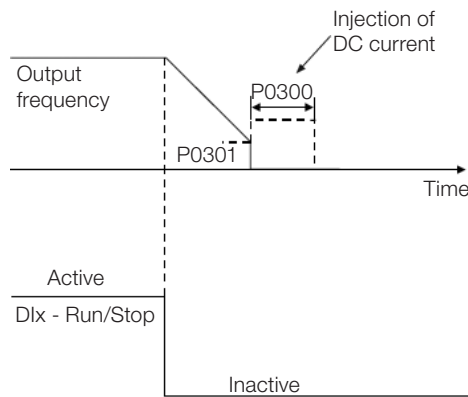 Injection of
DC current
Output
frequency
P0300
P0301
Time
Active
DIx - Run/Stop
Inactive